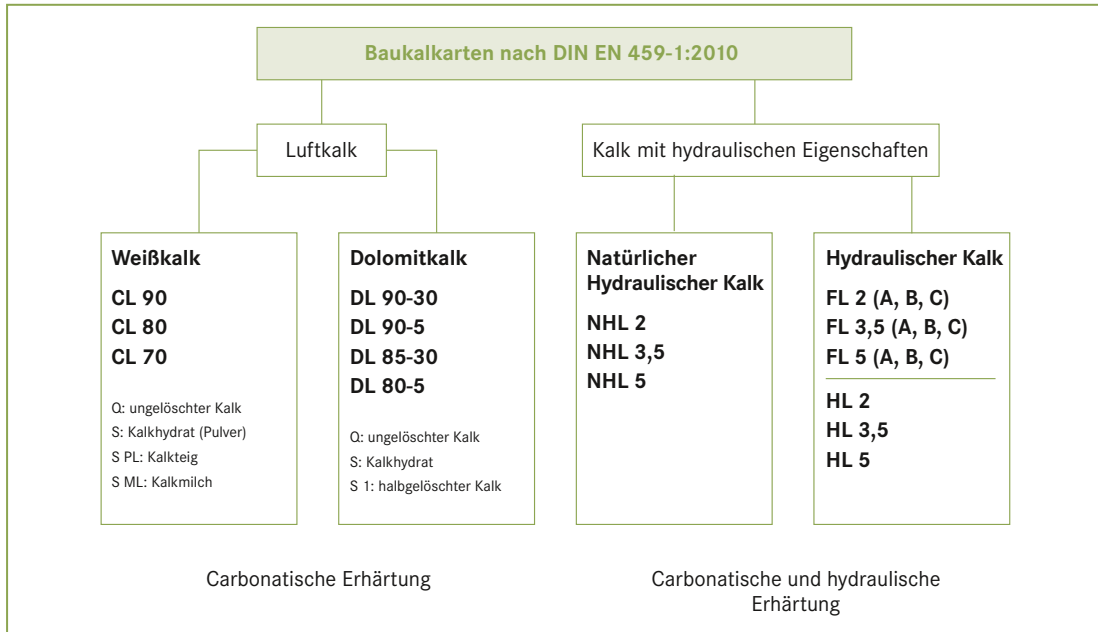 Baukalkarten nach DIN EN 459-1:2010
Luftkalk
Kalk mit hydraulischen Eigenschaften
Weißkalk
CL 90
CL 80
CL 70
Q: ungelöschter Kalk
S: Kalkhydrat (Pulver)
S PL: Kalkteig
S ML: Kalkmilch
Dolomitkalk
DL 90-30
DL 90-5
DL 85-30
DL 80-5
Q: ungelöschter Kalk
S: Kalkhydrat
S 1: halbgelöschter Kalk
Natürlicher
Hydraulischer Kalk
NHL 2
NHL 3,5
NHL 5
Hydraulischer Kalk
FL 2 (A, B, C)
FL 3,5 (A, B, C)
FL 5 (A, B, C)
HL 2
HL 3,5
HL 5
Carbonatische Erhärtung
Carbonatische und hydraulische
Erhärtung